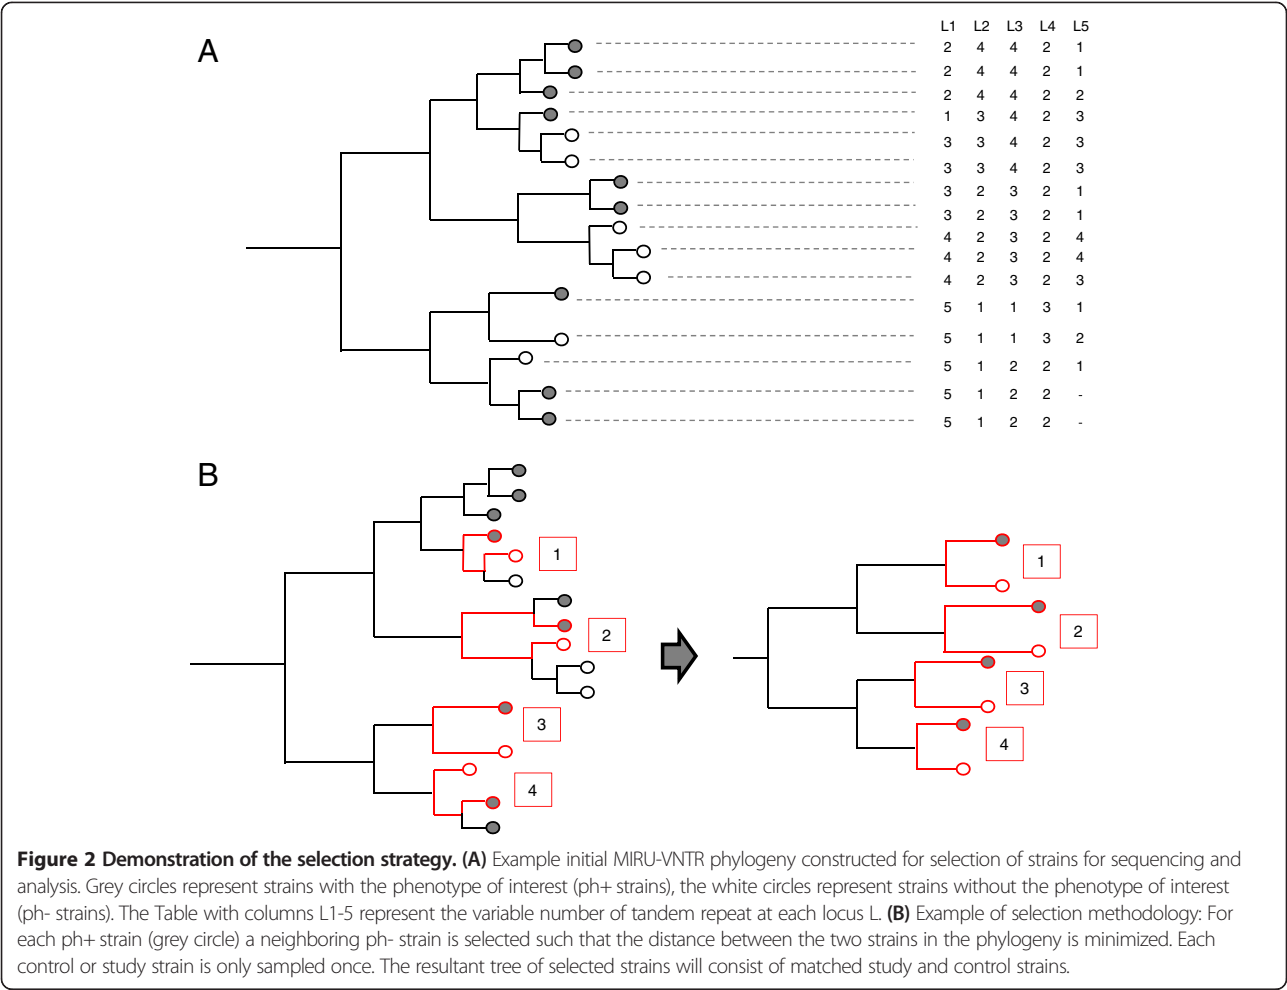 A
L1 L2 L3 L4 L5
2 4 4 2 1
2 4 4 2 1
2 4 4 2 2
1 3 4 2 3
3 3 4 2 3
3 3 4 2 3
3 2 3 2 1
3 2 3 2 1
4 2 3 2 4
4 2 3 2 4
4 2 3 2 3
5 1 1 3 1
5 1 1 3 2
5 1 2 2 1
5 1 2 2 -
5 1 2 2 -
B
1
2
3
4
1
2
3
4
Figure 2 Demonstration of the selection strategy. (A) Example initial MIRU-VNTR phylogeny constructed for selection of strains for sequencing and
analysis. Grey circles represent strains with the phenotype of interest (ph+ strains), the white circles represent strains without the phenotype of interest
(ph- strains). The Table with columns L1-5 represent the variable number of tandem repeat at each locus L. (B) Example of selection methodology: For
each ph+ strain (grey circle) a neighboring ph- strain is selected such that the distance between the two strains in the phylogeny is minimized. Each
control or study strain is only sampled once. The resultant tree of selected strains will consist of matched study and control strains.